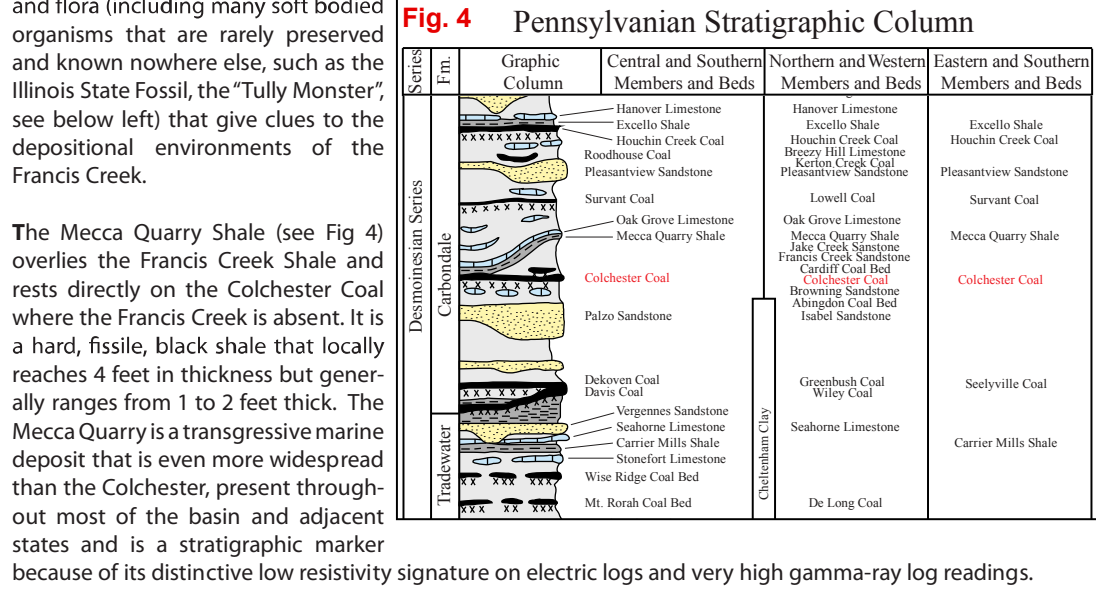 and flora (including many soft bodied
organisms that are rarely preserved
and known nowhere else, such as the
Illinois State Fossil, the “Tully Monster”,
see below left) that give clues to the
depositional environments of the
Francis Creek.
The Mecca Quarry Shale (see Fig 4)
overlies the Francis Creek Shale and
rests directly on the Colchester Coal
where the Francis Creek is absent. It is
a hard, fissile, black shale that locally
reaches 4 feet in thickness but gener-
ally ranges from 1 to 2 feet thick. The
Mecca Quarry is a transgressive marine
deposit that is even more widespread
than the Colchester, present through-
out most of the basin and adjacent
states and is a stratigraphic marker
because of its distinctive low resistivity signature on electric logs and very high gamma-ray log readings.
Fig. 4
Pennsylvanian Stratigraphic Column
Series
Fm.
Graphic
Column
Central and Southern
Members and Beds
Northern and Western
Members and Beds
Eastern and Southern
Members and Beds
Desmoinesian Series
Carbondale
Tradewater
Hanover Limestone
Excello Shale
Houchin Creek Coal
Roodhouse Coal
Pleasantview Sandstone
Survant Coal
Oak Grove Limestone
Mecca Quarry Shale
Colchester Coal
Palzo Sandstone
Dekoven Coal
Davis Coal
Vergennes Sandstone
Seahorne Limestone
Carrier Mills Shale
Stonefort Limestone
Wise Ridge Coal Bed
Mt. Rorah Coal Bed
Cheltenham Clay
Hanover Limestone
Excello Shale
Houchin Creek Coal
Breezy Hill Limestone
Kerton Creek Coal
Pleasantview Sandstone
Lowell Coal
Oak Grove Limestone
Mecca Quarry Shale
Jake Creek Sanstone
Francis Creek Sandstone
Cardiff Coal Bed
Colchester Coal
Browning Sandstone
Abingdon Coal Bed
Isabel Sandstone
Greenbush Coal
Wiley Coal
Seahorne Limestone
De Long Coal
Excello Shale
Houchin Creek Coal
Pleasantview Sandstone
Survant Coal
Mecca Quarry Shale
Colchester Coal
Seelyville Coal
Carrier Mills Shale